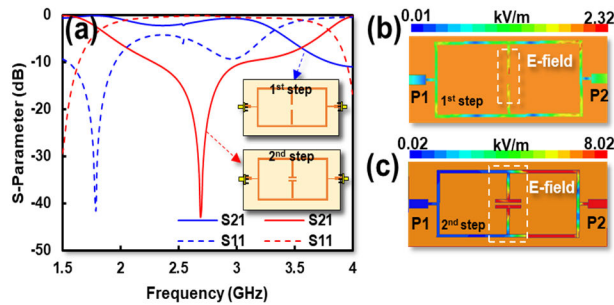 (a)
0
-10
-20
-30
-40
-50
S-Parameter (dB)
1.5
2
2.5
3
3.5
4
Frequency (GHz)
1st step
2nd step
S21
S21
S11
S11
(b)
0.01
kV/m
2.32
E-field
P1
P2
1st step
(c)
0.02
kV/m
8.02
E-field
P1
P2
2nd step